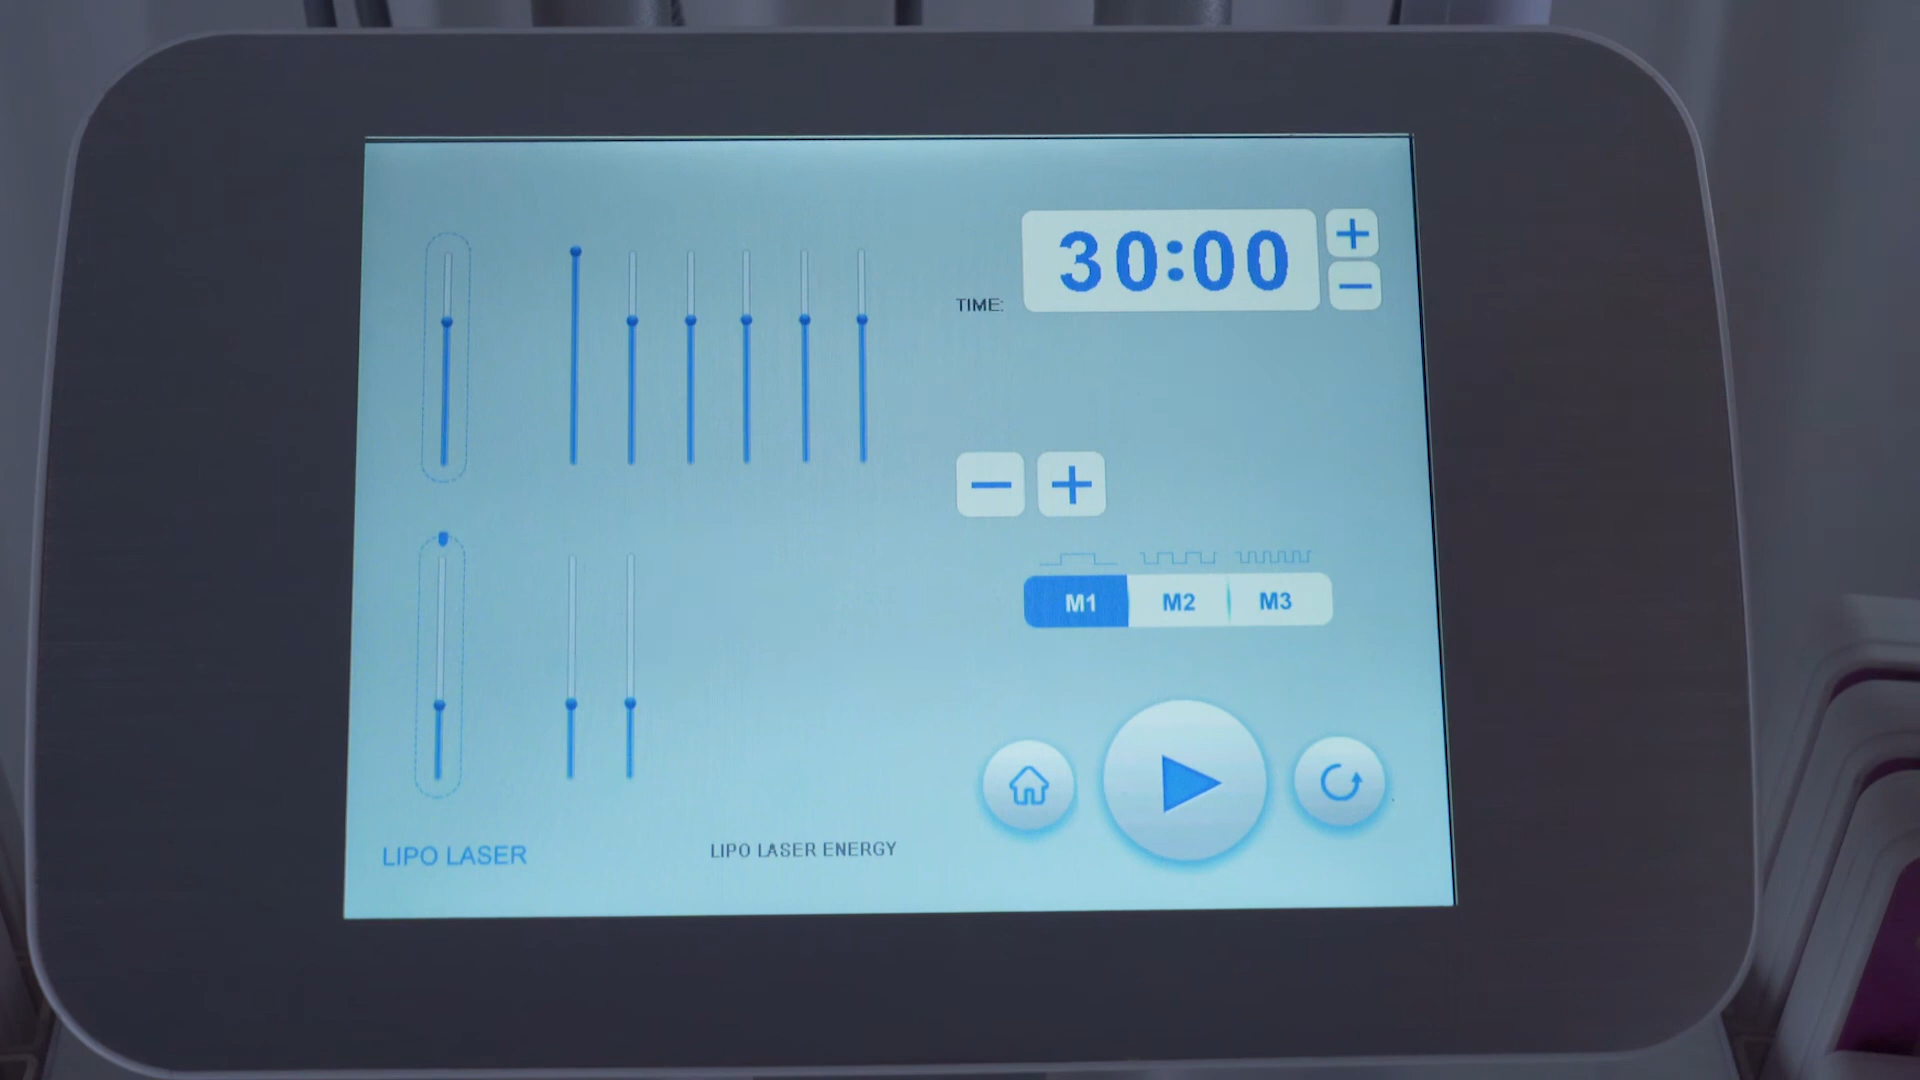 30:00
TIME:
M1 M2 M3
LIPO LASER
LIPO LASER ENERGY